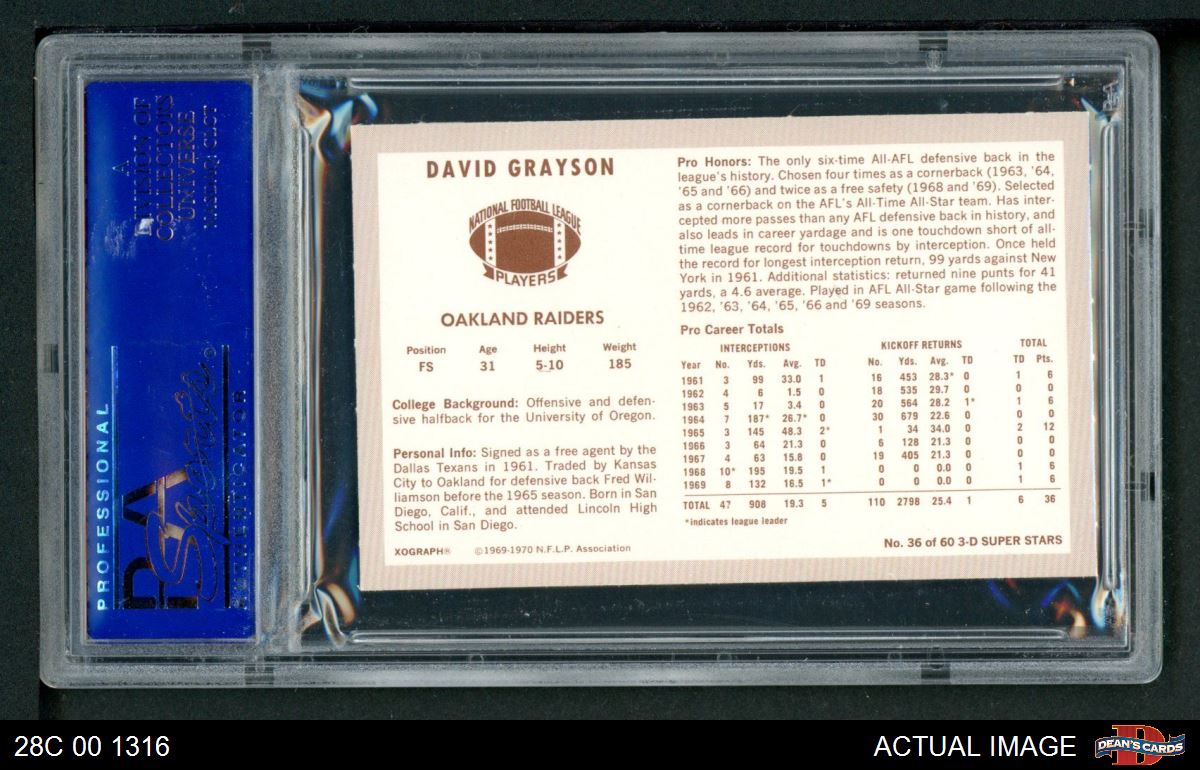 A
DIVISION OF
COLLECTORS
UNIVERSE
NASDAQ: CLCT
PROFESSIONAL
PSA
Sports
AUTHENTICATOR
DAVID GRAYSON
NATIONAL FOOTBALL LEAGUE
PLAYERS
OAKLAND RAIDERS
Position Age Height Weight
FS 31 5-10 185
College Background: Offensive and defen-
sive halfback for the University of Oregon.
Personal Info: Signed as a free agent by the
Dallas Texans in 1961. Traded by Kansas
City to Oakland for defensive back Fred Wil-
liamson before the 1965 season. Born in San
Diego, Calif., and attended Lincoln High
School in San Diego.
XOGRAPH® ©1969-1970 N.F.L.P. Association
Pro Honors: The only six-time All-AFL defensive back in the
league's history. Chosen four times as a cornerback (1963, '64,
'65 and '66) and twice as a free safety (1968 and '69). Selected
as a cornerback on the AFL's All-Time All-Star team. Has inter-
cepted more passes than any AFL defensive back in history, and
also leads in career yardage and is one touchdown short of all-
time league record for touchdowns by interception. Once held
the record for longest interception return, 99 yards against New
York in 1961. Additional statistics: returned nine punts for 41
yards, a 4.6 average. Played in AFL All-Star game following the
1962, '63, '64, '65, '66 and '69 seasons.
Pro Career Totals
INTERCEPTIONS KICKOFF RETURNS TOTAL
Year No. Yds. Avg. TD No. Yds. Avg. TD TD Pts.
1961 3 99 33.0 1 16 453 28.3* 0 1 6
1962 4 6 1.5 0 18 535 29.7 0 0 0
1963 5 17 3.4 0 20 564 28.2 1* 1 6
1964 7 187* 26.7* 0 30 679 22.6 0 0 0
1965 3 145 48.3 2* 1 34 34.0 0 2 12
1966 3 64 21.3 0 6 128 21.3 0 0 0
1967 4 63 15.8 0 19 405 21.3 0 0 0
1968 10* 195 19.5 1 0 0 0.0 0 1 6
1969 8 132 16.5 1* 0 0 0.0 0 1 6
TOTAL 47 908 19.3 5 110 2798 25.4 1 6 36
*indicates league leader
No. 36 of 60 3-D SUPER STARS
28C 00 1316
ACTUAL IMAGE
D
DEAN'S CARDS